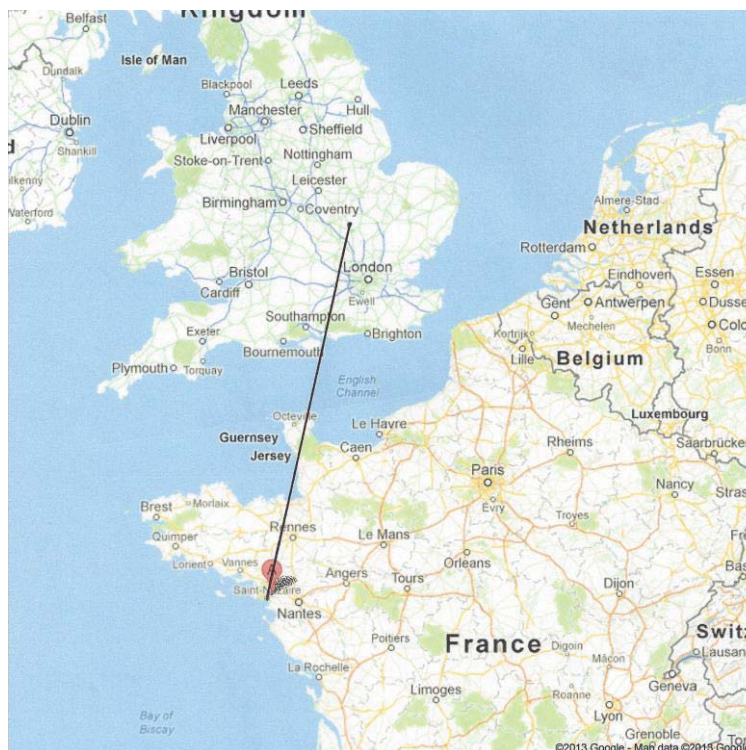 Kingdom
Belfast
Isle of Man
Dundalk
Blackpool
Leeds
Hull
Dublin
Manchester
Shankill
Liverpool
Sheffield
Stoke-on-Trent
Nottingham
Leicester
Birmingham
Coventry
Waterford
Almere-Stad
Netherlands
Rotterdam
London
Bristol
Cardiff
Ewell
Eindhoven
Essen
Gent
Antwerpen
Southampton
Exeter
Brighton
Mechelen
Bournemouth
Kortrijk
Bonn
Lille
Belgium
Plymouth
Torquay
English
Channel
Octeville
Le Havre
Luxembourg
Guernsey
Jersey
Caen
Rheims
Saarbrücken
Paris
Nancy
Brest
Morlaix
Evry
Troyes
Rennes
Le Mans
Quimper
Lorient
Vannes
Orleans
A
Angers
Tours
Dijon
Nantes
France
Poitiers
Digoin
Mâcon
Geneva
La Rochelle
Limoges
Roanne
Lyon
Bay of
Biscay
Grenoble
©2013 Google - Map data ©2013